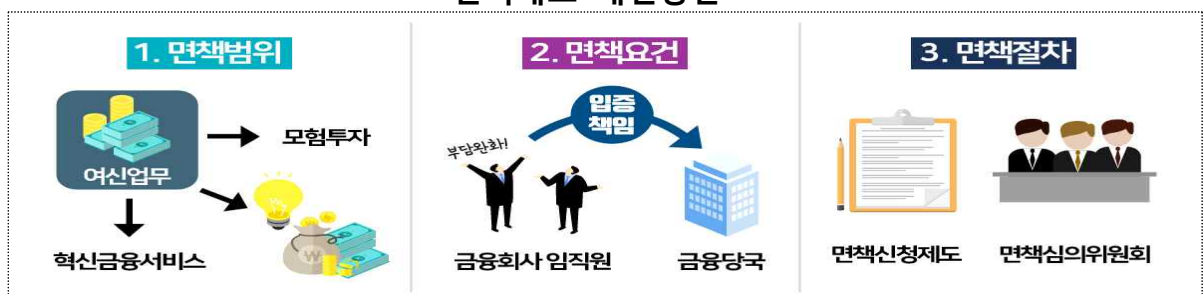 1. 면책범위
여신업무
모험투자
혁신금융서비스
2. 면책요건
입증
책임
부담완화!
금융회사 임직원
금융당국
3. 면책절차
면책신청제도
면책심의위원회